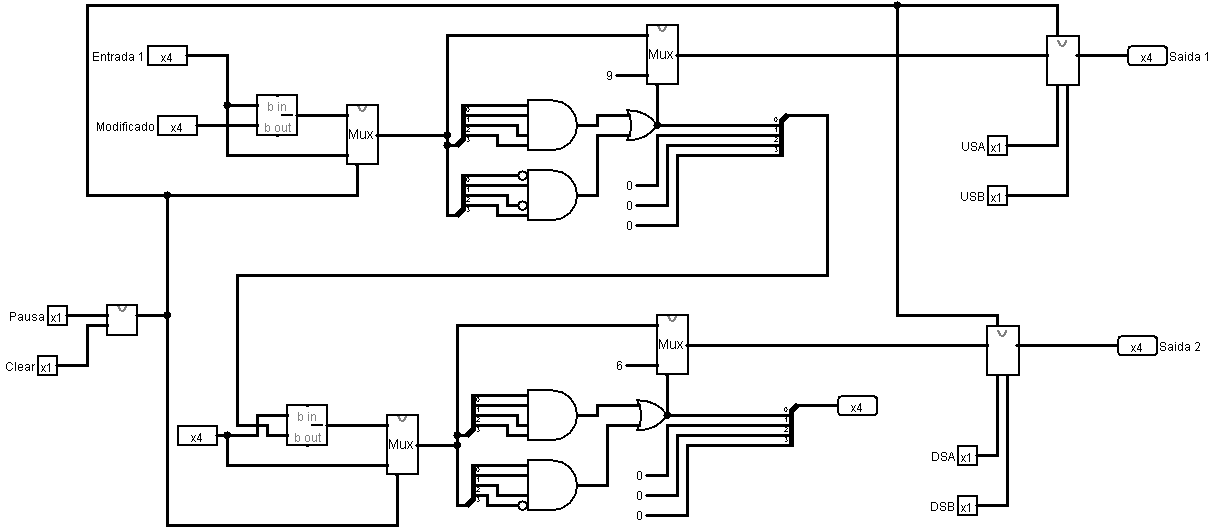 Entrada 1
x4
Modificado
x4
b in
b out
Mux
Mux
9
0
1
2
3
0
1
2
3
0
1
2
3
0
0
0
x4
Saida 1
USA
x1
USB
x1
Pausa
x1
Clear
x1
x4
b in
b out
Mux
Mux
6
0
1
2
3
0
1
2
3
0
1
2
3
0
0
0
x4
x4
Saida 2
DSA
x1
DSB
x1